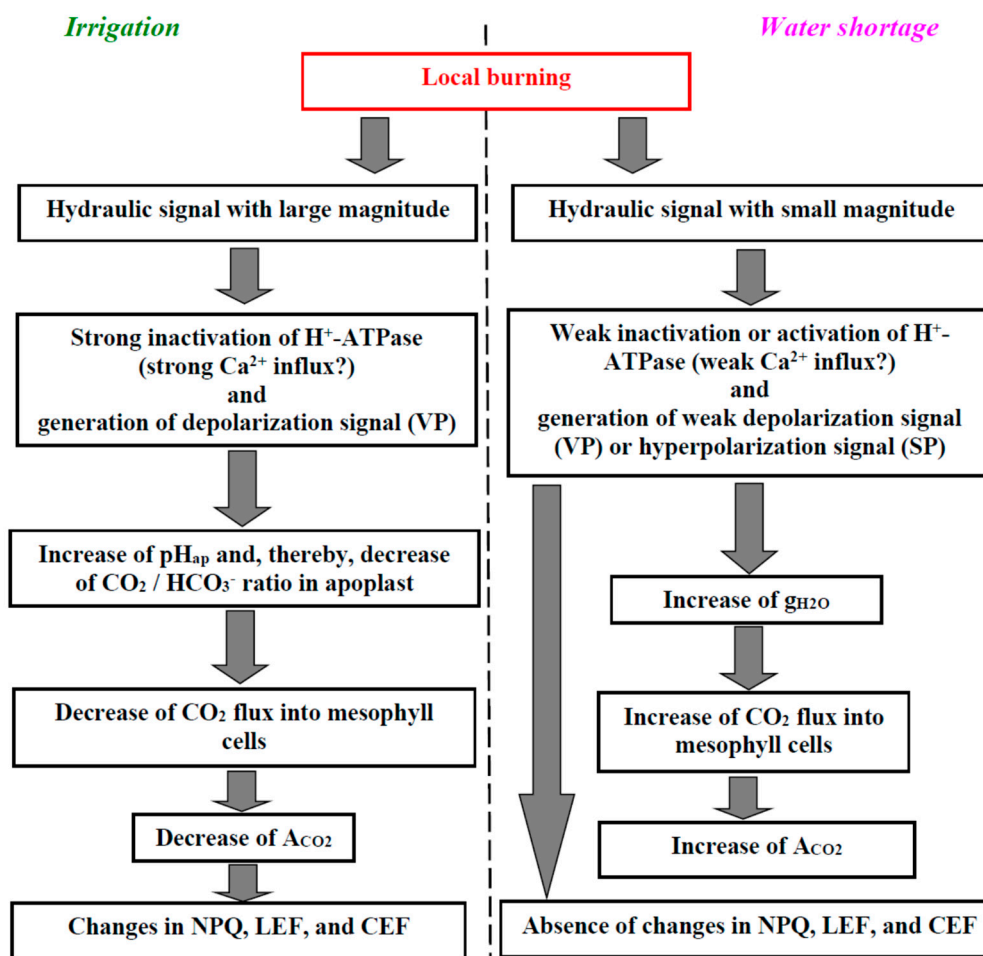 Irrigation
Water shortage
Local burning
Hydraulic signal with large magnitude
Strong inactivation of H⁺-ATPase
(strong Ca²⁺ influx?)
and
generation of depolarization signal (VP)
Increase of pHₐₚ and, thereby, decrease
of CO₂ / HCO₃⁻ ratio in apoplast
Decrease of CO₂ flux into mesophyll
cells
Decrease of ACO2
Changes in NPQ, LEF, and CEF
Hydraulic signal with small magnitude
Weak inactivation or activation of H⁺-
ATPase (weak Ca²⁺ influx?)
and
generation of weak depolarization signal
(VP) or hyperpolarization signal (SP)
Increase of gH2O
Increase of CO₂ flux into
mesophyll cells
Increase of ACO2
Absence of changes in NPQ, LEF, and CEF